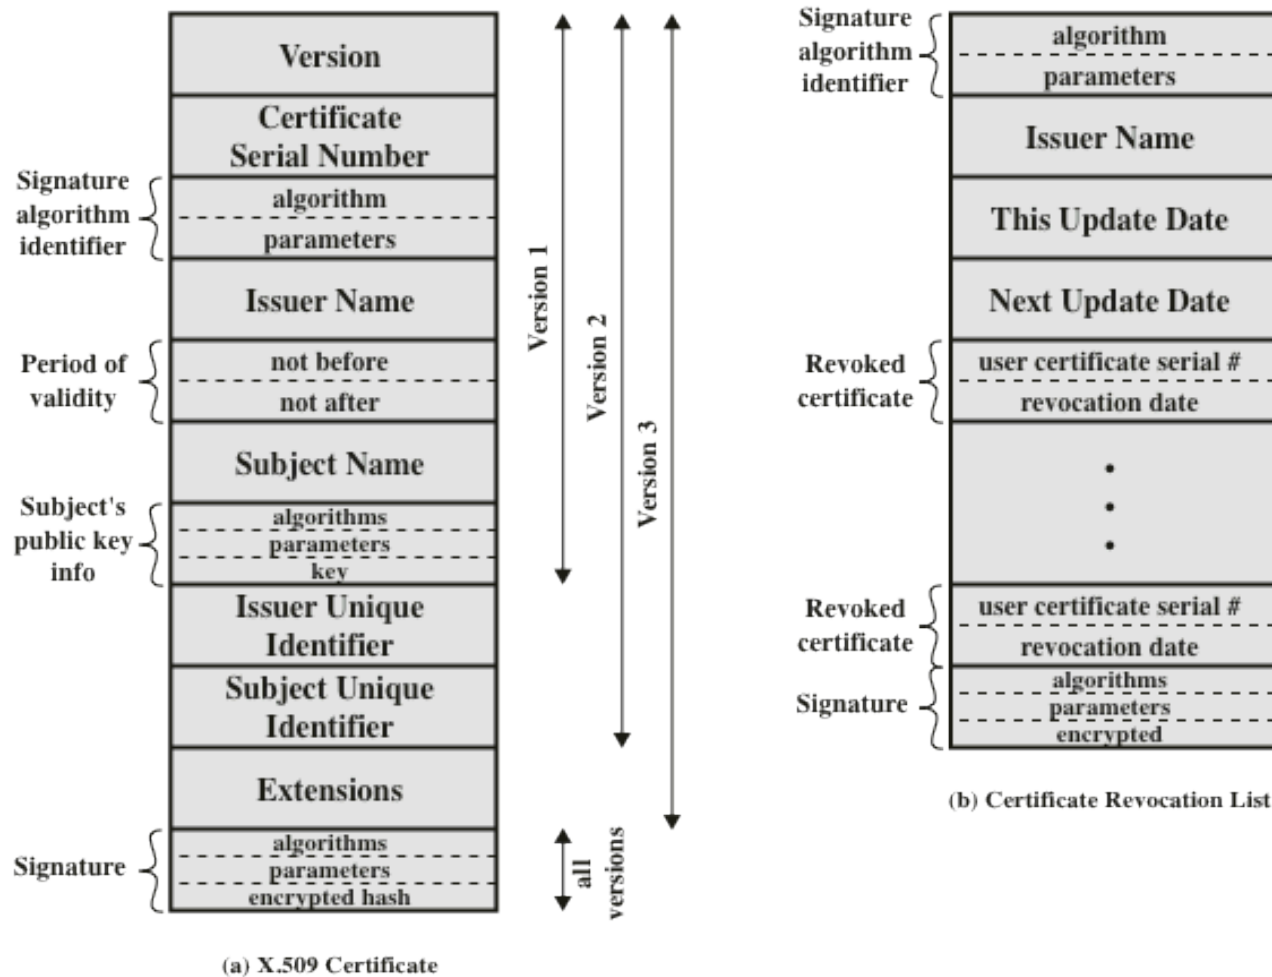 Version
Certificate
Serial Number
Signature
algorithm
identifier
algorithm
parameters
Issuer Name
Period of
validity
not before
not after
Subject Name
Subject's
public key
info
algorithms
parameters
key
Issuer Unique
Identifier
Subject Unique
Identifier
Extensions
Signature
algorithms
parameters
encrypted hash
Version 1
Version 2
Version 3
all
versions
(a) X.509 Certificate
Signature
algorithm
identifier
algorithm
parameters
Issuer Name
This Update Date
Next Update Date
Revoked
certificate
user certificate serial #
revocation date
Revoked
certificate
user certificate serial #
revocation date
Signature
algorithms
parameters
encrypted
(b) Certificate Revocation List